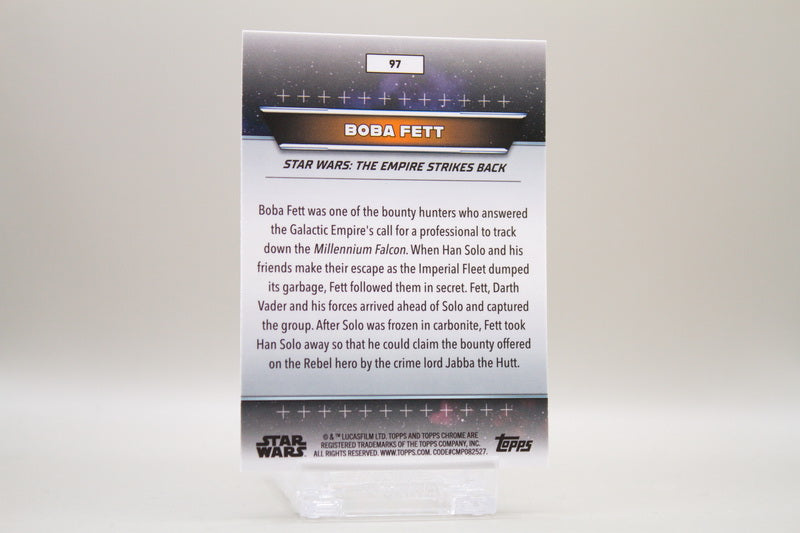 97
BOBA FETT
STAR WARS: THE EMPIRE STRIKES BACK
Boba Fett was one of the bounty hunters who answered
the Galactic Empire's call for a professional to track
down the Millennium Falcon. When Han Solo and his
friends make their escape as the Imperial Fleet dumped
its garbage, Fett followed them in secret. Fett, Darth
Vader and his forces arrived ahead of Solo and captured
the group. After Solo was frozen in carbonite, Fett took
Han Solo away so that he could claim the bounty offered
on the Rebel hero by the crime lord Jabba the Hutt.
STAR
WARS
© & ™ LUCASFILM LTD. TOPPS AND TOPPS CHROME ARE
REGISTERED TRADEMARKS OF THE TOPPS COMPANY, INC.
ALL RIGHTS RESERVED. WWW.TOPPS.COM. CODE#CMP082527.
topps